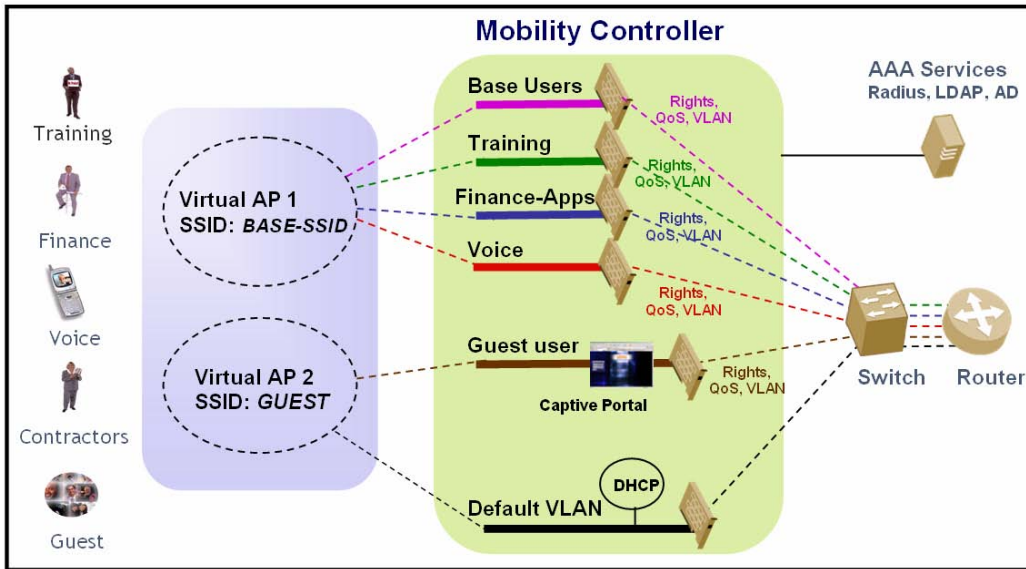 Mobility Controller
Training
Finance
Voice
Contractors
Guest
Virtual AP 1
SSID: BASE-SSID
Virtual AP 2
SSID: GUEST
Base Users
Rights,
QoS, VLAN
Training
Rights,
QoS, VLAN
Finance-Apps
Rights,
QoS, VLAN
Voice
Rights,
QoS, VLAN
Guest user
Captive Portal
Rights,
QoS, VLAN
DHCP
Default VLAN
AAA Services
Radius, LDAP, AD
Switch
Router